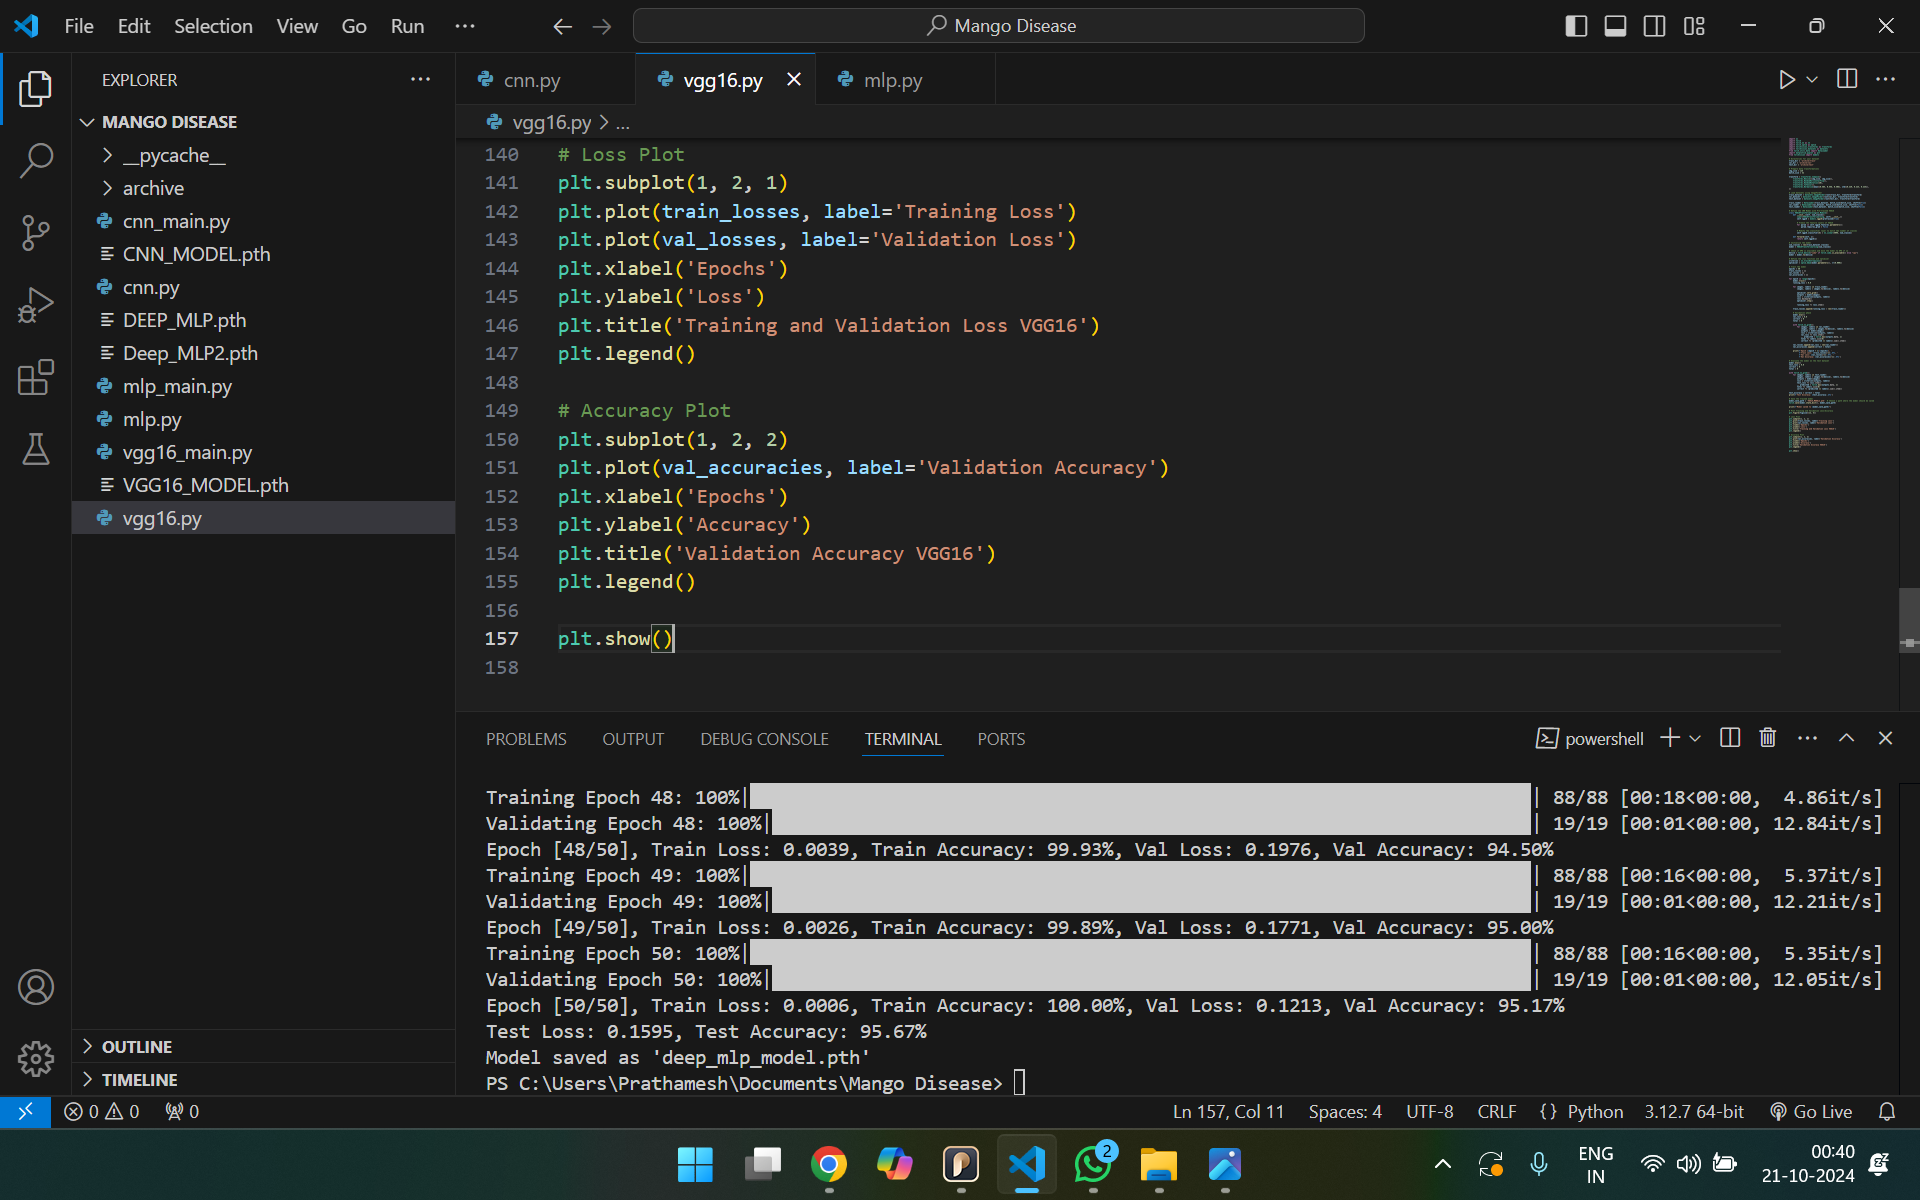 File Edit Selection View Go Run ...
Mango Disease
EXPLORER
MANGO DISEASE
__pycache__
archive
cnn_main.py
CNN_MODEL.pth
cnn.py
DEEP_MLP.pth
Deep_MLP2.pth
mlp_main.py
mlp.py
vgg16_main.py
VGG16_MODEL.pth
vgg16.py
OUTLINE
TIMELINE
cnn.py vgg16.py mlp.py
vgg16.py > ...
140 # Loss Plot
141 plt.subplot(1, 2, 1)
142 plt.plot(train_losses, label='Training Loss')
143 plt.plot(val_losses, label='Validation Loss')
144 plt.xlabel('Epochs')
145 plt.ylabel('Loss')
146 plt.title('Training and Validation Loss VGG16')
147 plt.legend()
148
149 # Accuracy Plot
150 plt.subplot(1, 2, 2)
151 plt.plot(val_accuracies, label='Validation Accuracy')
152 plt.xlabel('Epochs')
153 plt.ylabel('Accuracy')
154 plt.title('Validation Accuracy VGG16')
155 plt.legend()
156
157 plt.show()
158
PROBLEMS OUTPUT DEBUG CONSOLE TERMINAL PORTS
powershell
Training Epoch 48: 100%| | 88/88 [00:18<00:00, 4.86it/s]
Validating Epoch 48: 100%| | 19/19 [00:01<00:00, 12.84it/s]
Epoch [48/50], Train Loss: 0.0039, Train Accuracy: 99.93%, Val Loss: 0.1976, Val Accuracy: 94.50%
Training Epoch 49: 100%| | 88/88 [00:16<00:00, 5.37it/s]
Validating Epoch 49: 100%| | 19/19 [00:01<00:00, 12.21it/s]
Epoch [49/50], Train Loss: 0.0026, Train Accuracy: 99.89%, Val Loss: 0.1771, Val Accuracy: 95.00%
Training Epoch 50: 100%| | 88/88 [00:16<00:00, 5.35it/s]
Validating Epoch 50: 100%| | 19/19 [00:01<00:00, 12.05it/s]
Epoch [50/50], Train Loss: 0.0006, Train Accuracy: 100.00%, Val Loss: 0.1213, Val Accuracy: 95.17%
Test Loss: 0.1595, Test Accuracy: 95.67%
Model saved as 'deep_mlp_model.pth'
PS C:\Users\Prathamesh\Documents\Mango Disease>
0 0 0
Ln 157, Col 11 Spaces: 4 UTF-8 CRLF {} Python 3.12.7 64-bit Go Live
2
ENG
IN
00:40
21-10-2024